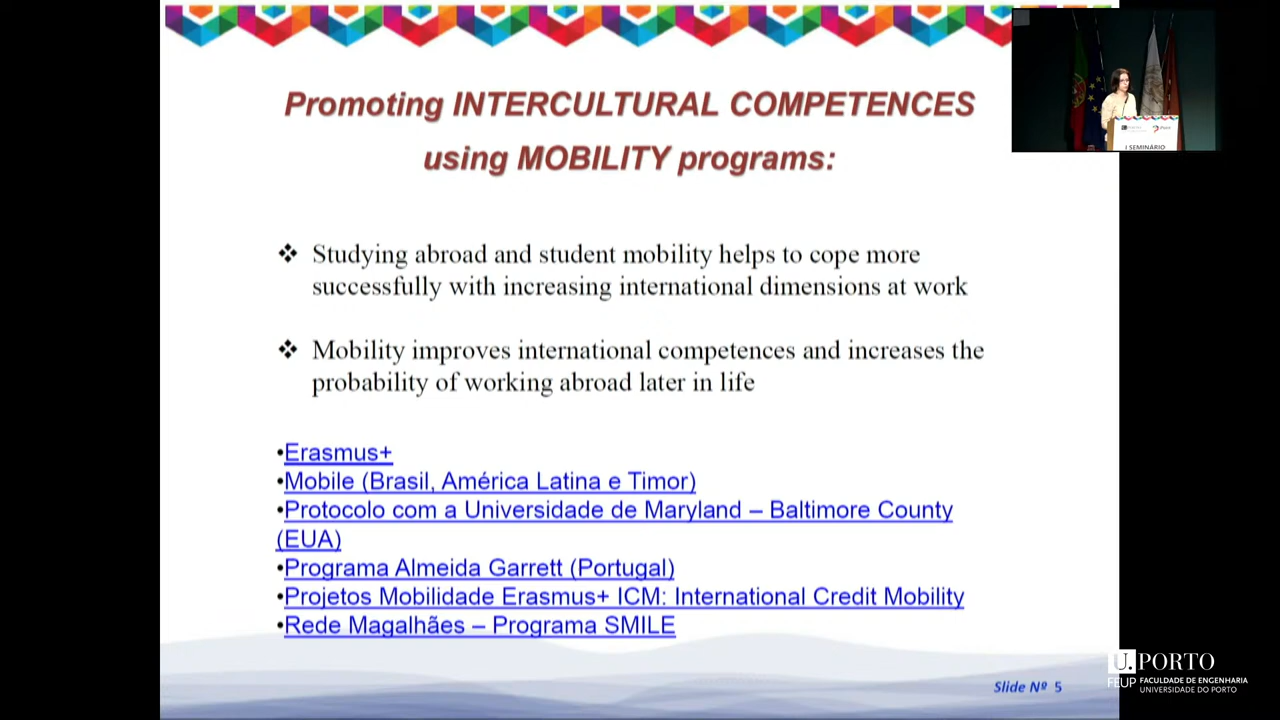 Promoting INTERCULTURAL COMPETENCES
using MOBILITY programs:
❖ Studying abroad and student mobility helps to cope more
successfully with increasing international dimensions at work
❖ Mobility improves international competences and increases the
probability of working abroad later in life
•Erasmus+
•Mobile (Brasil, América Latina e Timor)
•Protocolo com a Universidade de Maryland – Baltimore County
(EUA)
•Programa Almeida Garrett (Portugal)
•Projetos Mobilidade Erasmus+ ICM: International Credit Mobility
•Rede Magalhães – Programa SMILE
Slide Nº 5
I SEMINÁRIO
U.PORTO
FEUP FACULDADE DE ENGENHARIA
UNIVERSIDADE DO PORTO